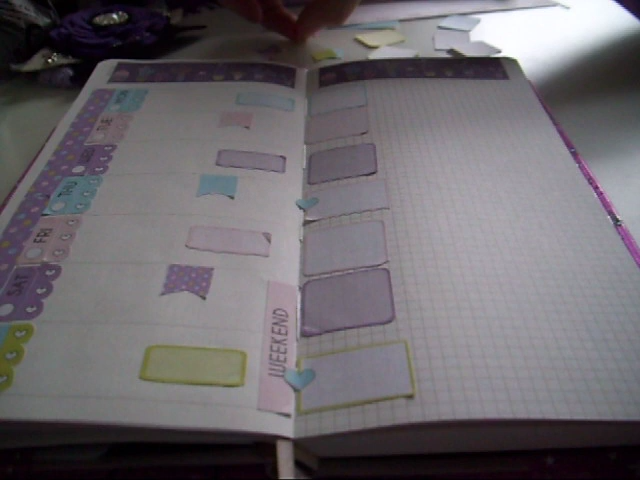 MON
TUE
WED
THU
FRI
SAT
WEEKEND